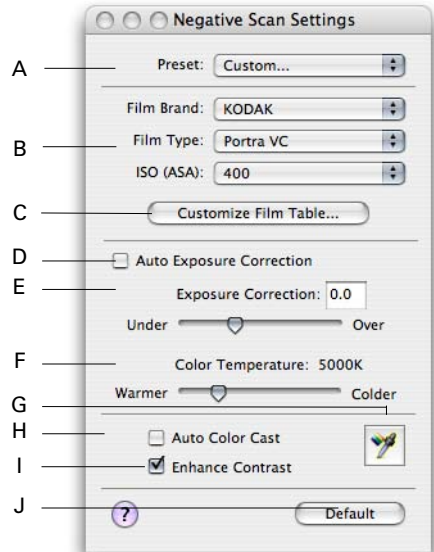 Negative Scan Settings
A Preset: Custom...
Film Brand: KODAK
B Film Type: Portra VC
ISO (ASA): 400
C Customize Film Table...
D Auto Exposure Correction
E Exposure Correction: 0.0
Under Over
F Color Temperature: 5000K
Warmer Colder
G
H Auto Color Cast
I Enhance Contrast
J ? Default